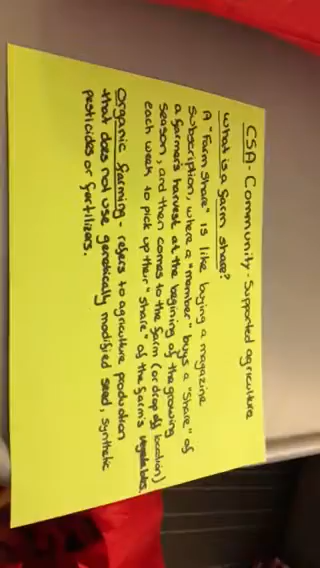 CSA - Community - Supported agriculture
what is a farm share?
A "Farm Share" is like buying a magazine
subscription, where a "member" buys a "share" of
a farmers harvest at the begining of the growing
season, and then comes to the farm (or drop off location)
each week to pick up their "share" of the farm's vegetables.
Organic farming - refers to agriculture production
that does not use genetically modified seed, synthetic
pesticides or fertilizers.